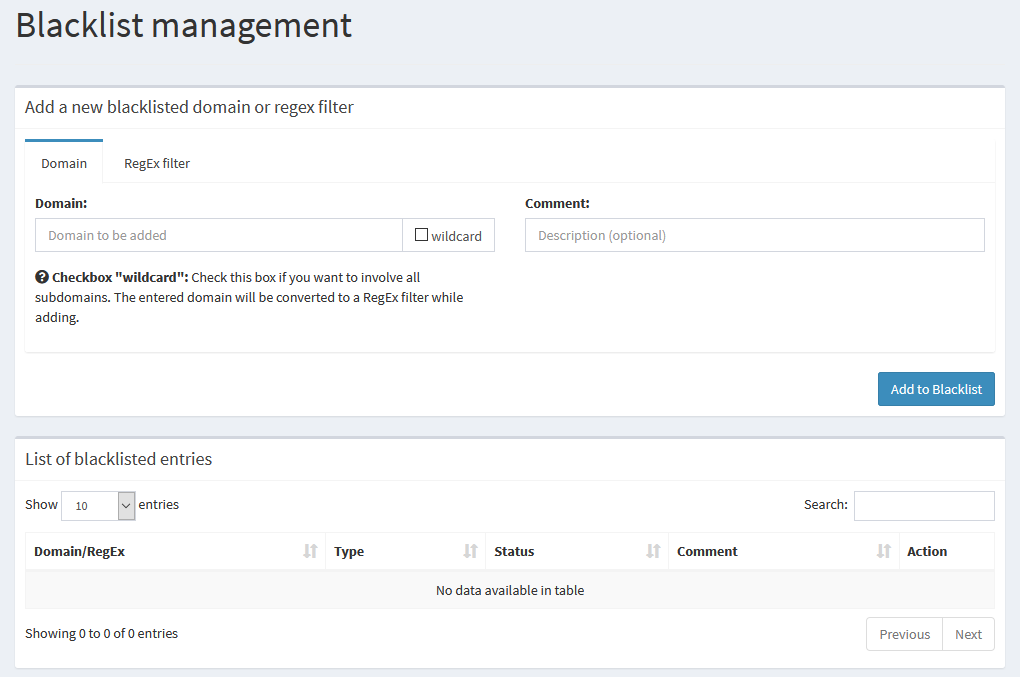 Blacklist management
Add a new blacklisted domain or regex filter
Domain RegEx filter
Domain: Comment:
Domain to be added wildcard Description (optional)
Checkbox "wildcard": Check this box if you want to involve all
subdomains. The entered domain will be converted to a RegEx filter while
adding.
Add to Blacklist
List of blacklisted entries
Show 10 entries Search:
Domain/RegEx Type Status Comment Action
No data available in table
Showing 0 to 0 of 0 entries Previous Next